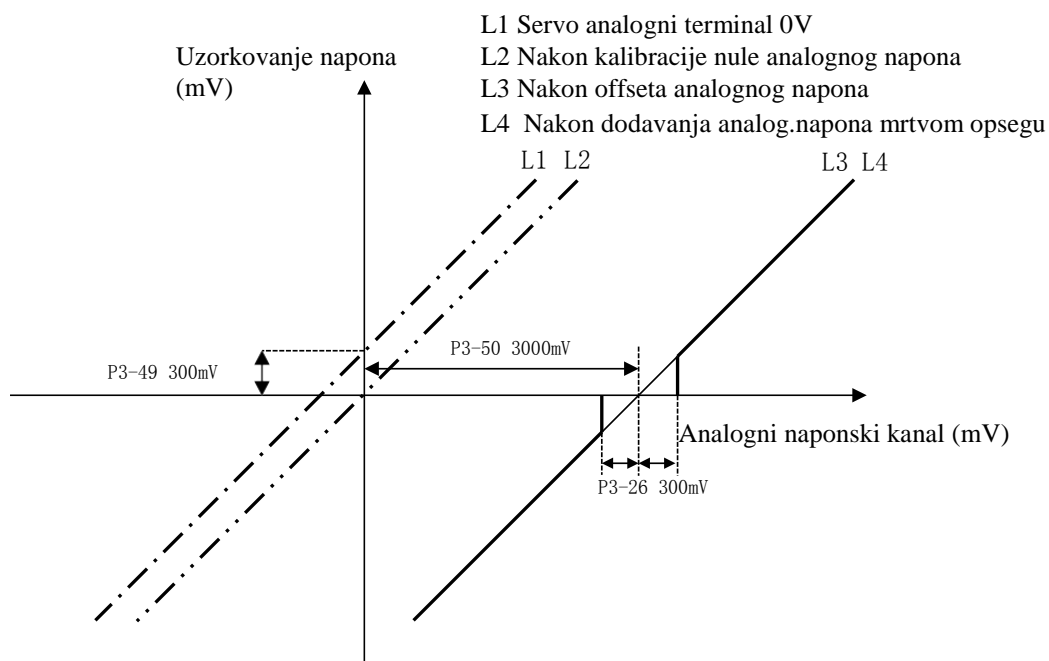 L1 Servo analogni terminal 0V
Uzorkovanje napona
(mV)
L2 Nakon kalibracije nule analognog napona
L3 Nakon offseta analognog napona
L4 Nakon dodavanja analog.napona mrtvom opsegu
L1 L2
L3 L4
P3-50 3000mV
P3-49 300mV
Analogni naponski kanal (mV)
P3-26 300mV